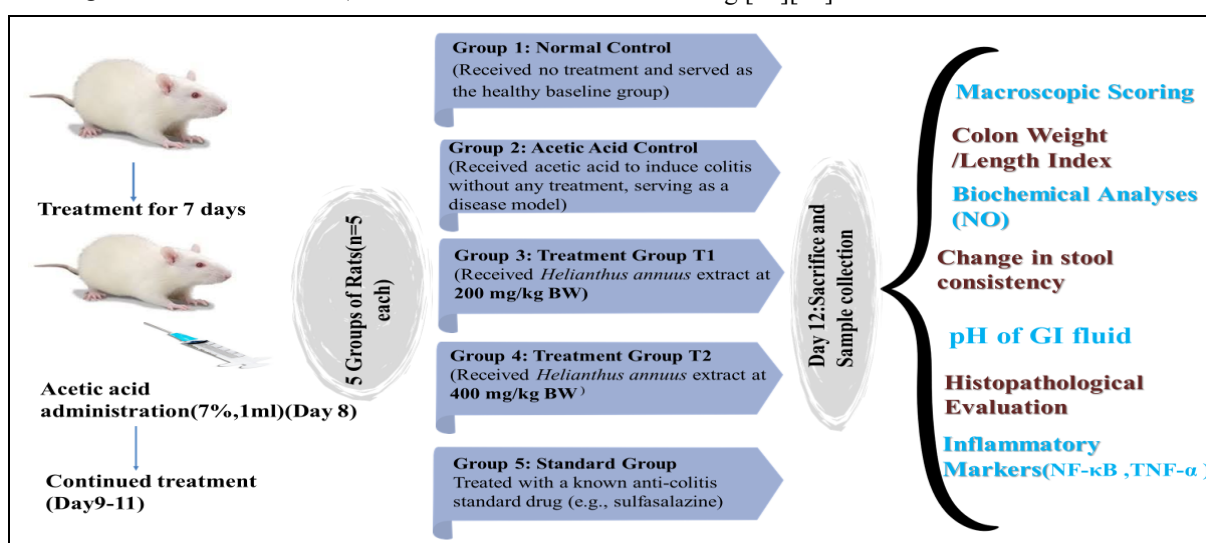 Treatment for 7 days
Acetic acid
administration(7%,1ml)(Day 8)
Continued treatment
(Day9-11)
5 Groups of Rats(n=5
each)
Group 1: Normal Control
(Received no treatment and served as
the healthy baseline group)
Group 2: Acetic Acid Control
(Received acetic acid to induce colitis
without any treatment, serving as a
disease model)
Group 3: Treatment Group T1
(Received Helianthus annuus extract at
200 mg/kg BW)
Group 4: Treatment Group T2
(Received Helianthus annuus extract at
400 mg/kg BW)
Group 5: Standard Group
Treated with a known anti-colitis
standard drug (e.g., sulfasalazine)
Day 12:Sacrifice and
Sample collection
Macroscopic Scoring
Colon Weight
/Length Index
Biochemical Analyses
(NO)
Change in stool
consistency
pH of GI fluid
Histopathological
Evaluation
Inflammatory
Markers(NF-κB ,TNF-α )